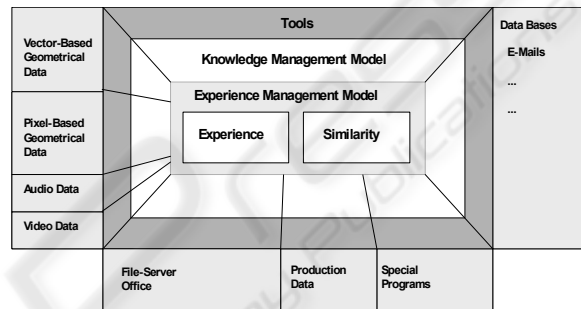 Tools
Knowledge Management Model
Experience Management Model
Experience
Similarity
Vector-Based
Geometrical
Data
Pixel-Based
Geometrical
Data
Audio Data
Video Data
Data Bases
E-Mails
...
...
File-Server
Office
Production
Data
Special
Programs